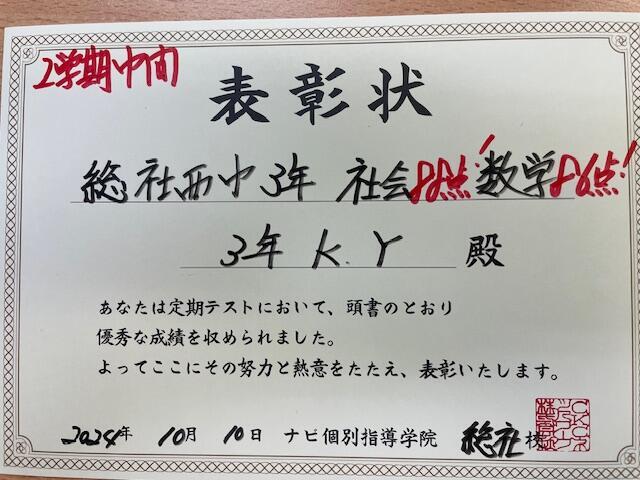 2学期中間
表彰状
総社西中3年 社会88点!数学86点!
3年 K.Y 殿
あなたは定期テストにおいて、頭書のとおり
優秀な成績を収められました。
よってここにその努力と熱意をたたえ、表彰いたします。
2024年 10月 10日 ナビ個別指導学院 総社校